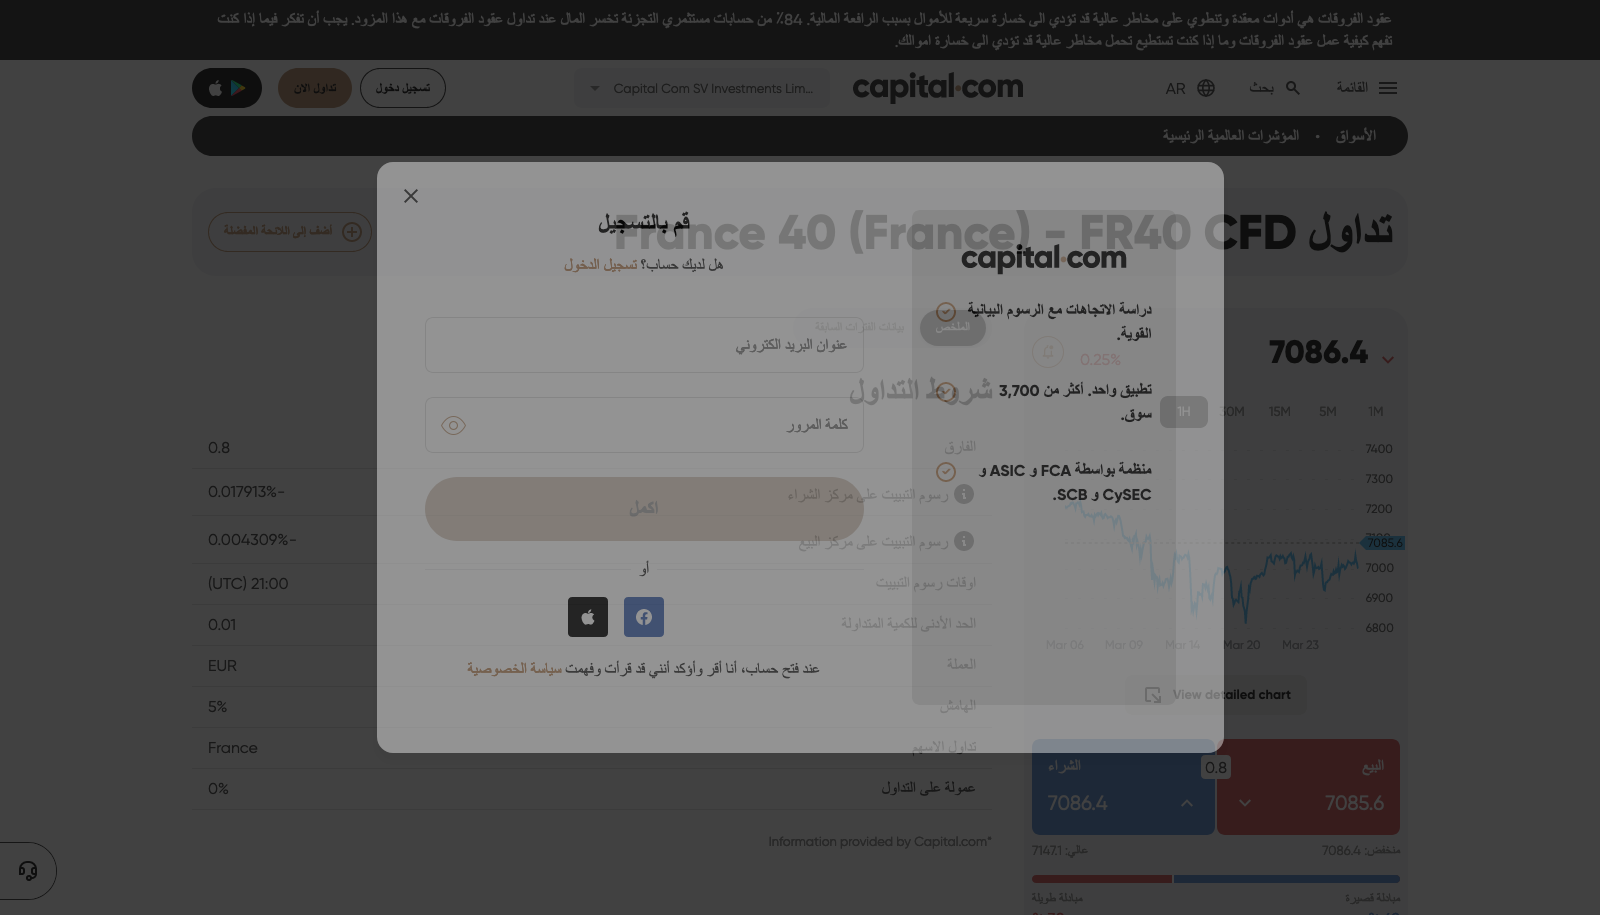 عقود الفروقات هي أدوات معقدة وتنطوي على مخاطر عالية قد تؤدي الى خسارة سريعة للأموال بسبب الرافعة المالية. 84٪ من حسابات مستثمري التجزئة تخسر المال عند تداول عقود الفروقات مع هذا المزود. يجب أن تفكر فيما إذا كنت
تفهم كيفية عمل عقود الفروقات وما إذا كنت تستطيع تحمل مخاطر عالية قد تؤدي الى خسارة اموالك.
القائمة
بحث
AR
capital.com
Capital Com SV Investments Lim...
تسجيل دخول
تداول الآن
الأسواق • المؤشرات العالمية الرئيسية
تداول France 40 (France) - FR40 CFD
أضف إلى اللائحة المفضلة
قم بالتسجيل
هل لديك حساب؟ تسجيل الدخول
عنوان البريد الكتروني
كلمة المرور
اكمل
أو
عند فتح حساب، أنا أقر وأؤكد أنني قد قرأت وفهمت سياسة الخصوصية
capital.com
دراسة الاتجاهات مع الرسوم البيانية
القوية.
تطبيق واحد. أكثر من 3,700
سوق.
منظمة بواسطة FCA و ASIC و
CySEC و SCB.
الملخص
بيانات الفترات السابقة
شروط التداول
الفارق
0.8
رسوم التبييت على مركز الشراء
0.017913%-
رسوم التبييت على مركز البيع
0.004309%-
اوقات رسوم التبييت
(UTC) 21:00
الحد الأدنى للكمية المتداولة
0.01
العملة
EUR
الهامش
5%
تداول الاسهم
France
عمولة على التداول
0%
Information provided by Capital.com*
7086.4
0.25%
1H
30M
15M
5M
1M
7400
7300
7200
7100
7085.6
7000
6900
6800
Mar 06
Mar 09
Mar 14
Mar 20
Mar 23
View detailed chart
البيع
7085.6
0.8
الشراء
7086.4
منخفض: 7086.4
عالي: 7147.1
مبادلة قصيرة
مبادلة طويلة